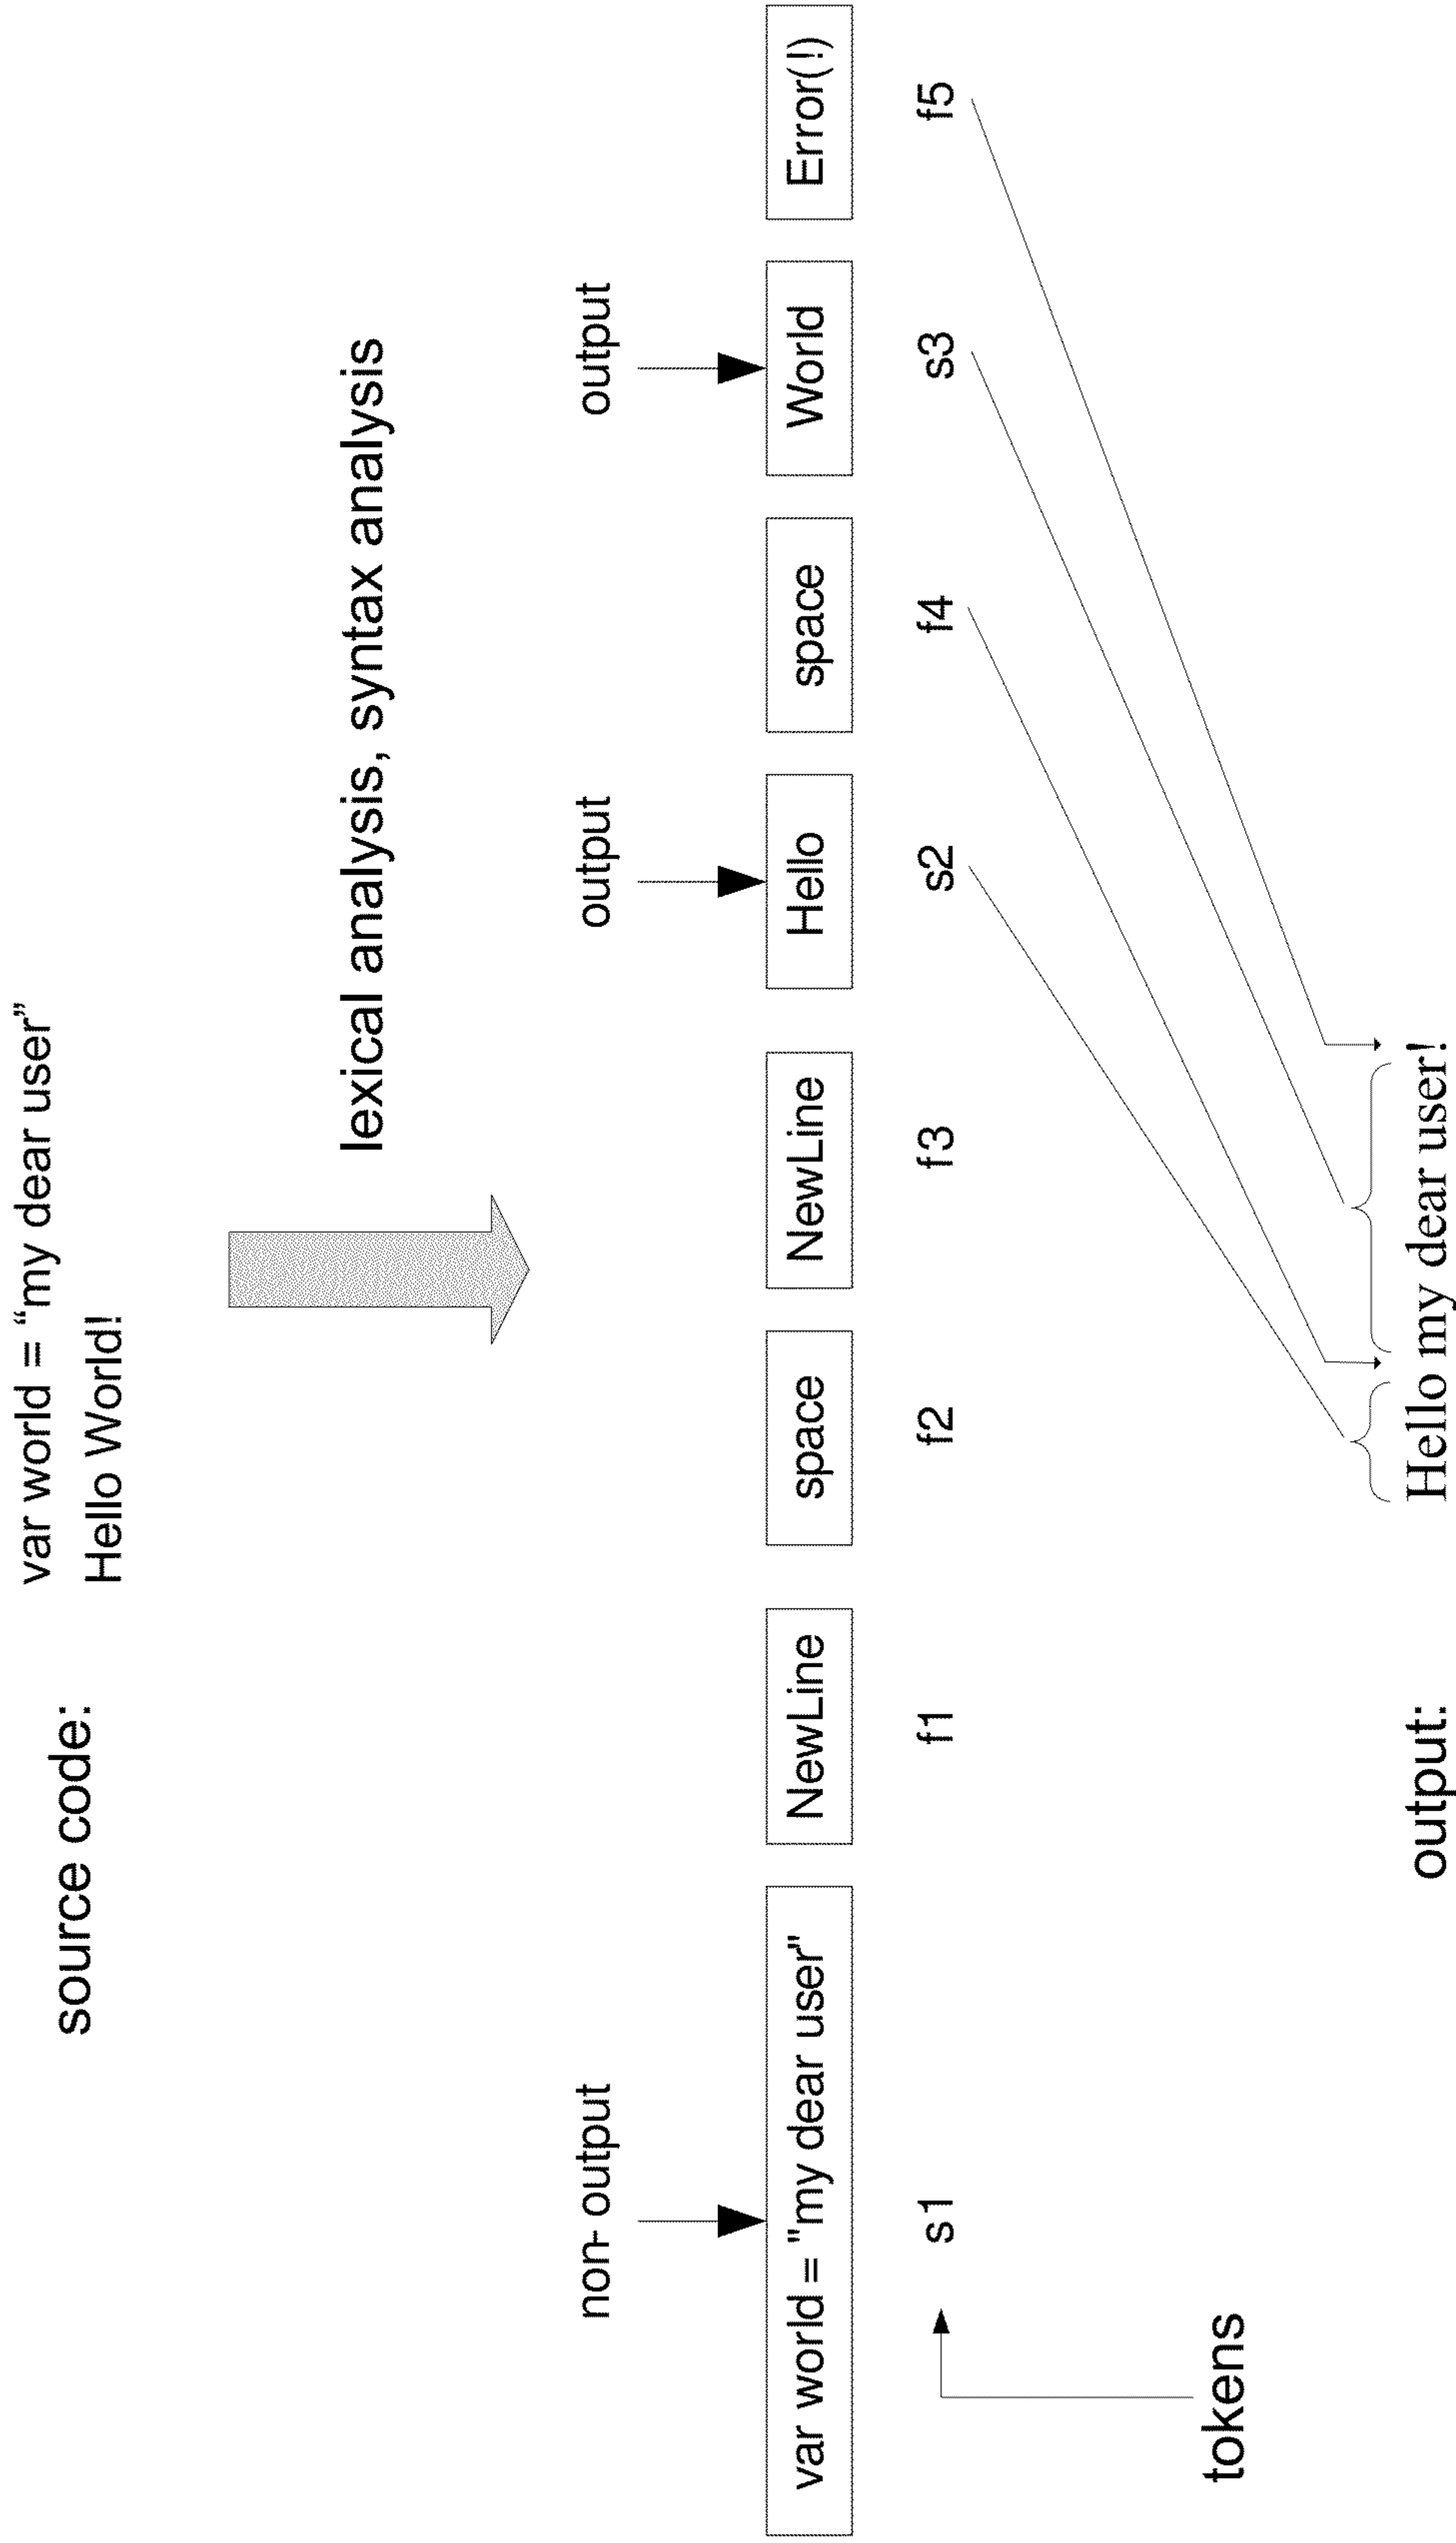 source code:
var world = “my dear user”
Hello World!
lexical analysis, syntax analysis
non- output
output
output
var world = "my dear user"
NewLine
space
NewLine
Hello
space
World
Error(!)
s1
f1
f2
f3
s2
f4
s3
f5
tokens
output:
Hello my dear user!